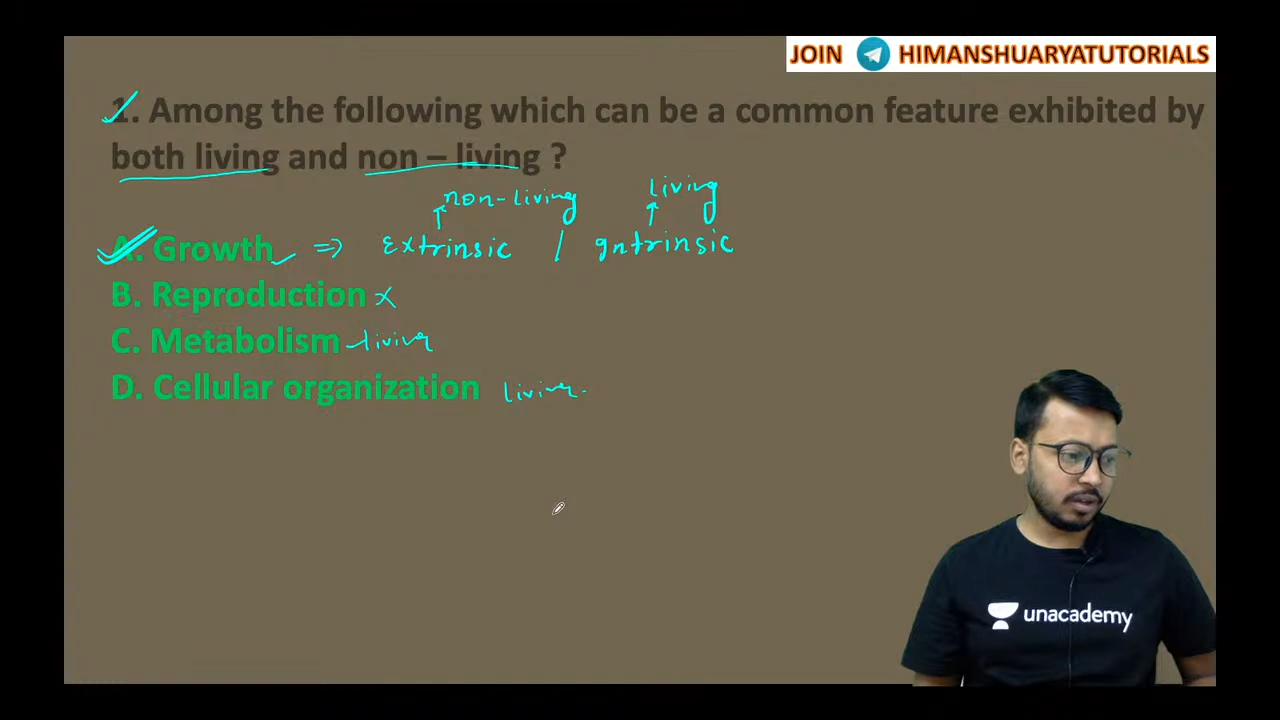 JOIN HIMANSHUARYATUTORIALS
1. Among the following which can be a common feature exhibited by
both living and non – living ?
non-living living
A. Growth => Extrinsic / Intrinsic
B. Reproduction x
C. Metabolism living
D. Cellular organization living.
unacademy